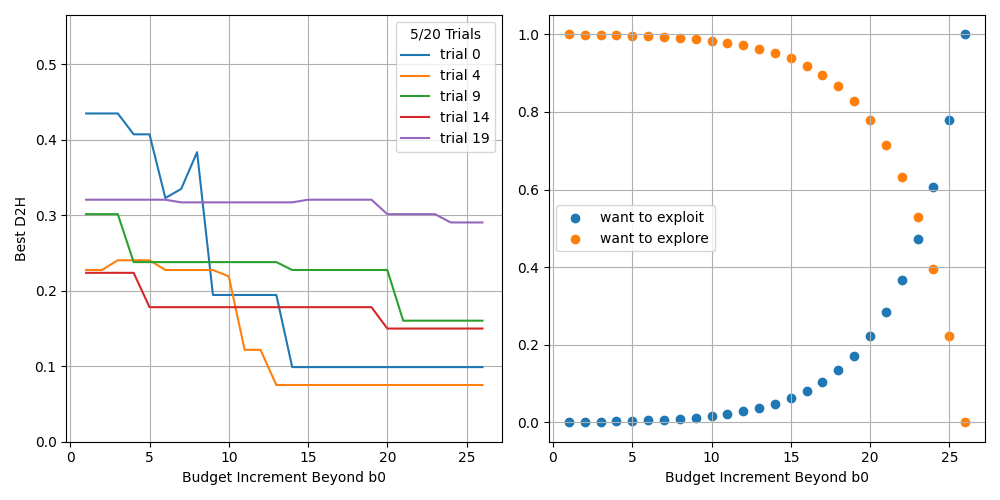 5/20 Trials
trial 0
trial 4
trial 9
trial 14
trial 19
Best D2H
0.5
0.4
0.3
0.2
0.1
0.0
0 5 10 15 20 25
Budget Increment Beyond b0
1.0
0.8
0.6
0.4
0.2
0.0
want to exploit
want to explore
0 5 10 15 20 25
Budget Increment Beyond b0